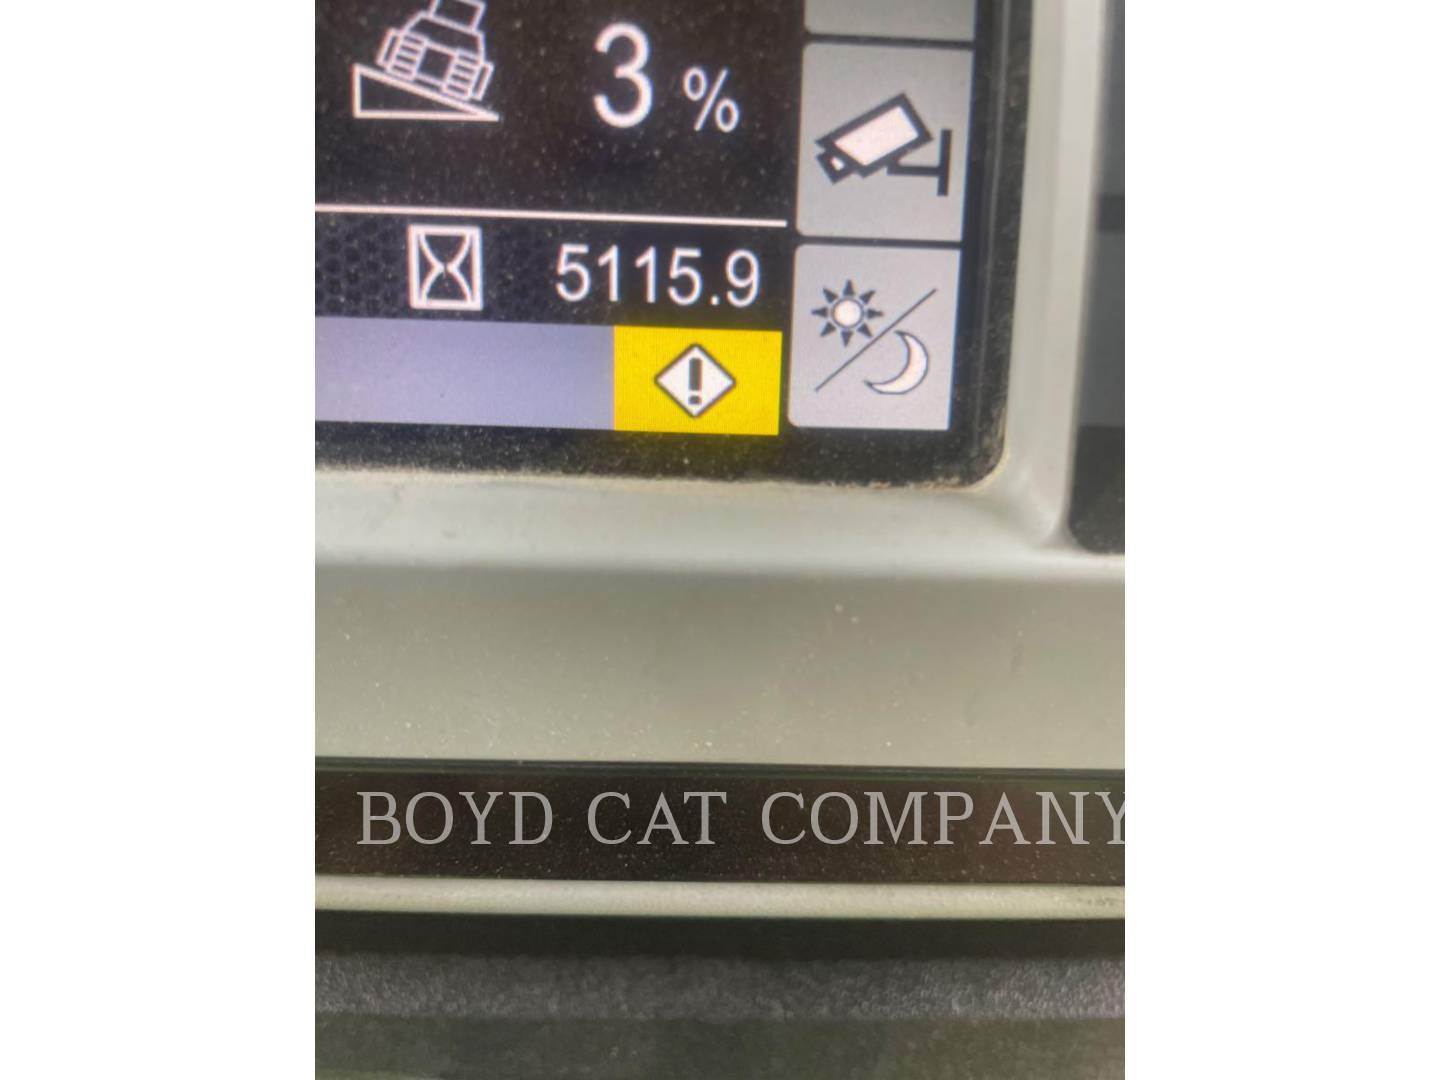 3 %
5115.9
!
BOYD CAT COMPANY